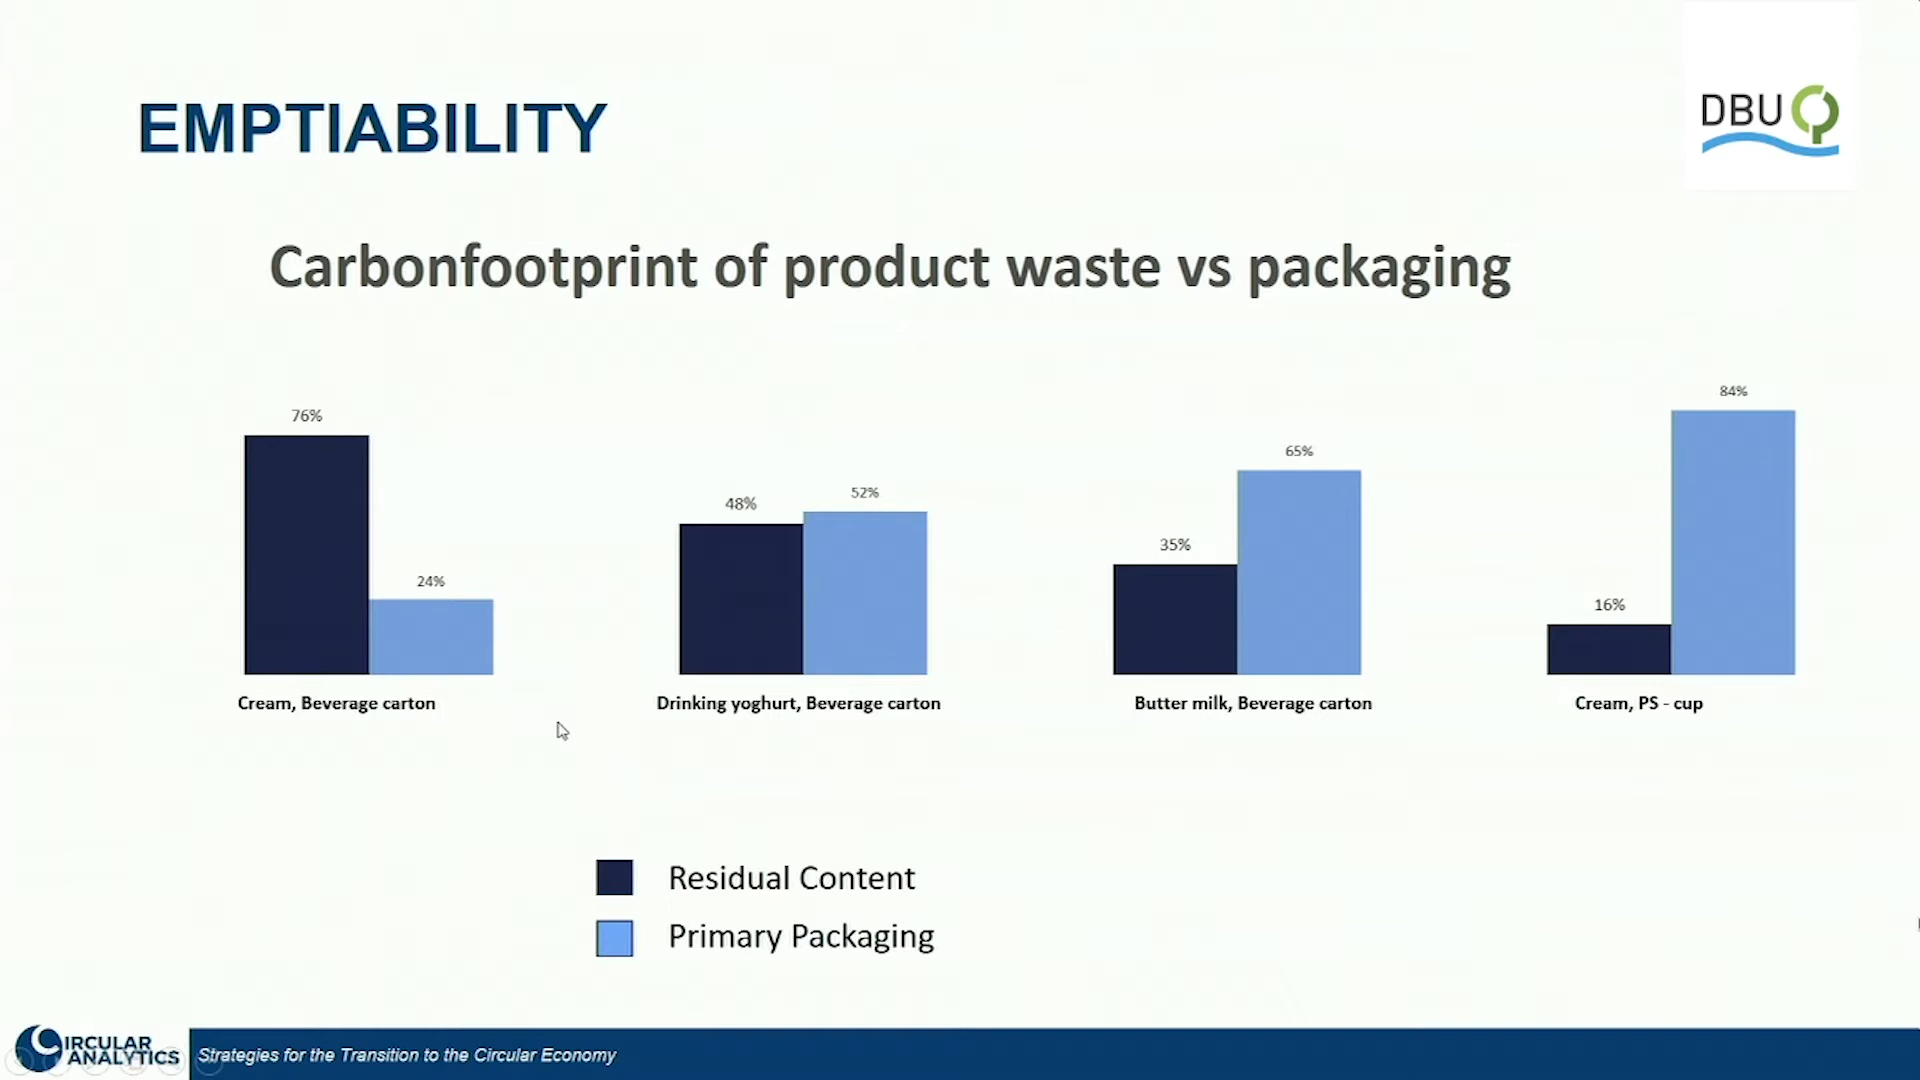 EMPTIABILITY
DBU
Carbonfootprint of product waste vs packaging
76%
24%
48%
52%
35%
65%
16%
84%
Cream, Beverage carton
Drinking yoghurt, Beverage carton
Butter milk, Beverage carton
Cream, PS - cup
Residual Content
Primary Packaging
CIRCULAR
ANALYTICS
Strategies for the Transition to the Circular Economy